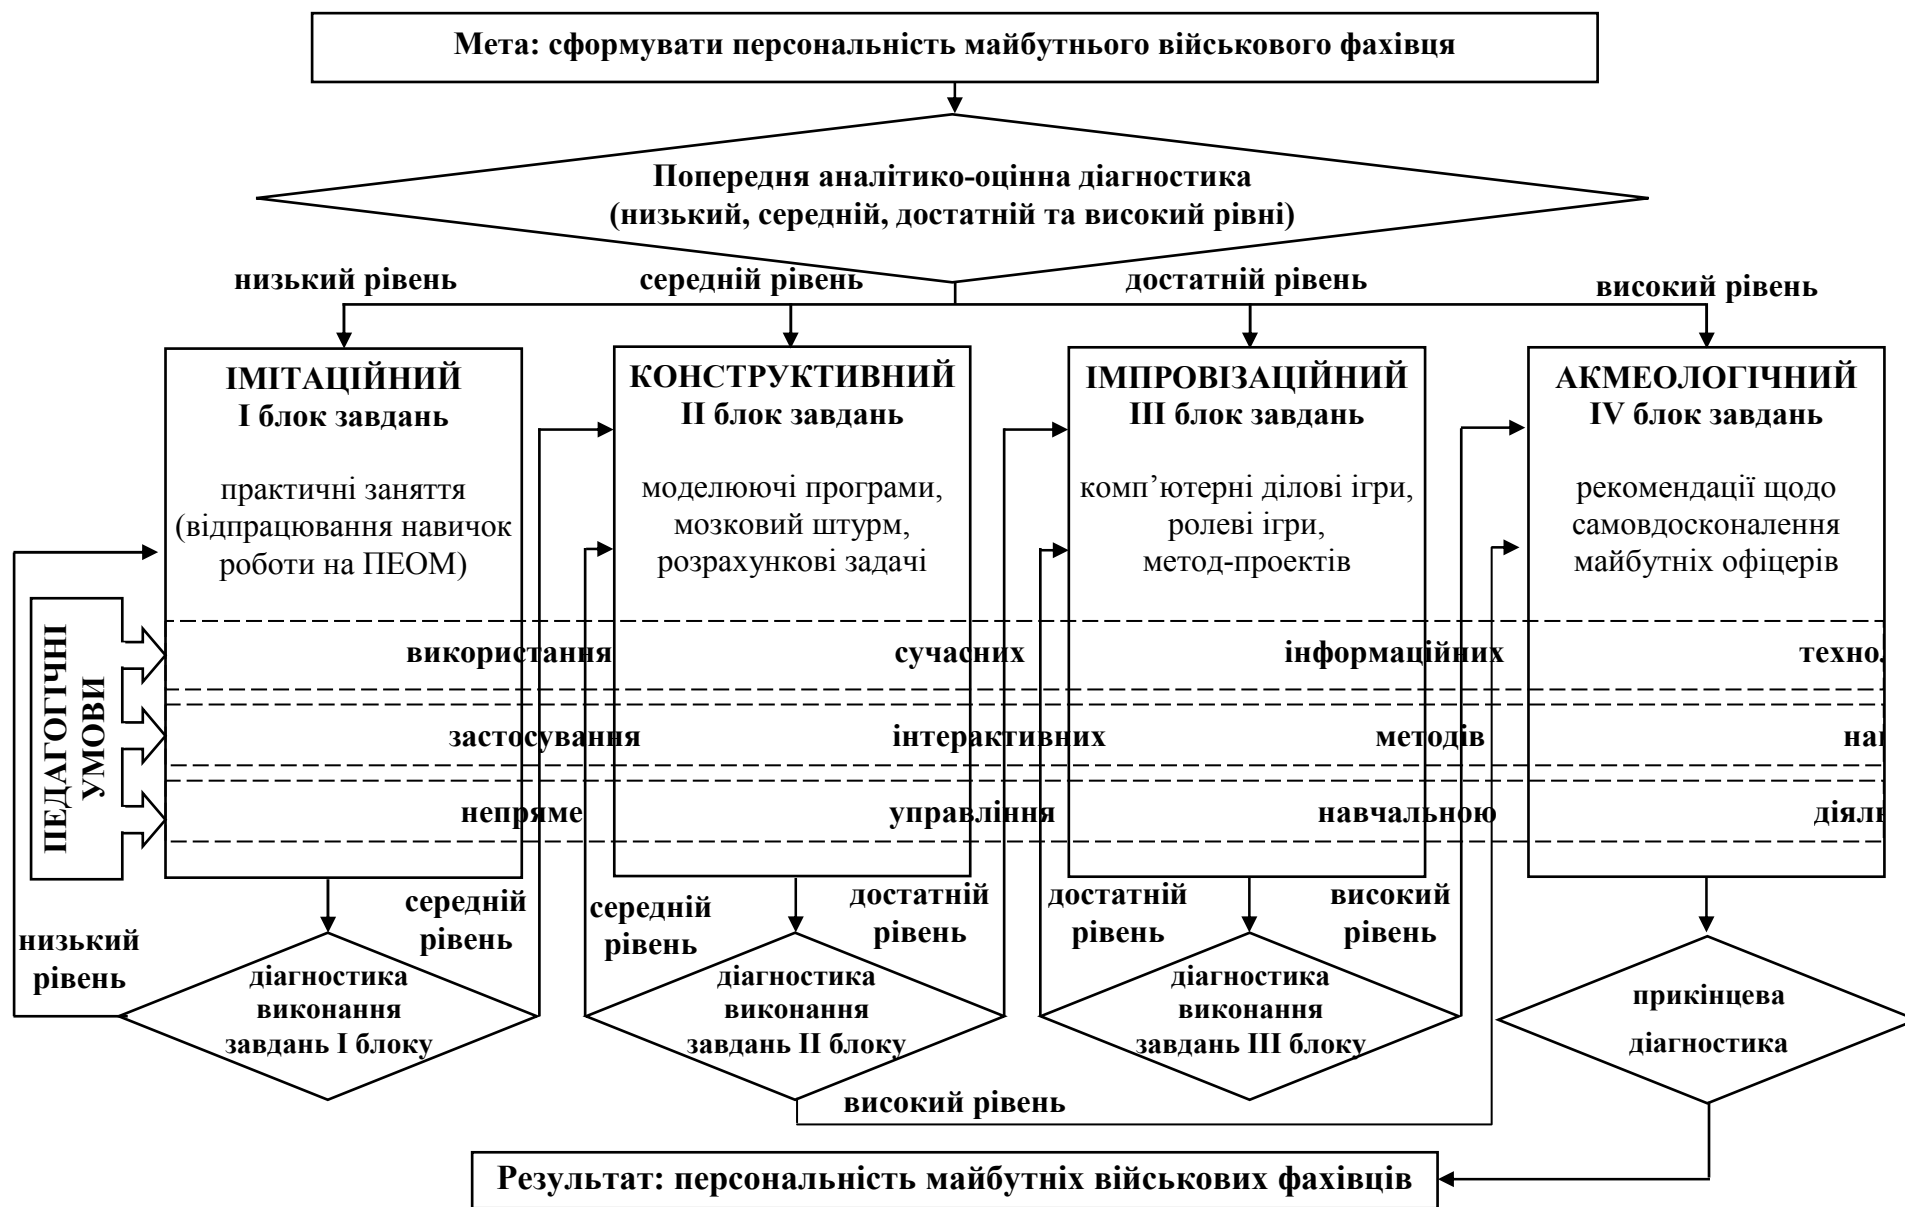 Мета: сформувати персональність майбутнього військового фахівця
Попередня аналітико-оцінна діагностика
(низький, середній, достатній та високий рівні)
низький рівень
середній рівень
достатній рівень
високий рівень
ІМІТАЦІЙНИЙ
І блок завдань
практичні заняття
(відпрацювання навичок
роботи на ПЕОМ)
КОНСТРУКТИВНИЙ
ІІ блок завдань
моделюючі програми,
мозковий штурм,
розрахункові задачі
ІМПРОВІЗАЦІЙНИЙ
ІІІ блок завдань
комп’ютерні ділові ігри,
ролеві ігри,
метод-проектів
АКМЕОЛОГІЧНИЙ
IV блок завдань
рекомендації щодо
самовдосконалення
майбутніх офіцерів
ПЕДАГОГІЧНІ
УМОВИ
використання сучасних інформаційних
застосування інтерактивних методів
непряме управління навчальною
низький
рівень
середній
рівень
середній
рівень
достатній
рівень
достатній
рівень
високий
рівень
діагностика
виконання
завдань І блоку
діагностика
виконання
завдань ІІ блоку
діагностика
виконання
завдань ІІІ блоку
прикінцева
діагностика
високий рівень
Результат: персональність майбутніх військових фахівців